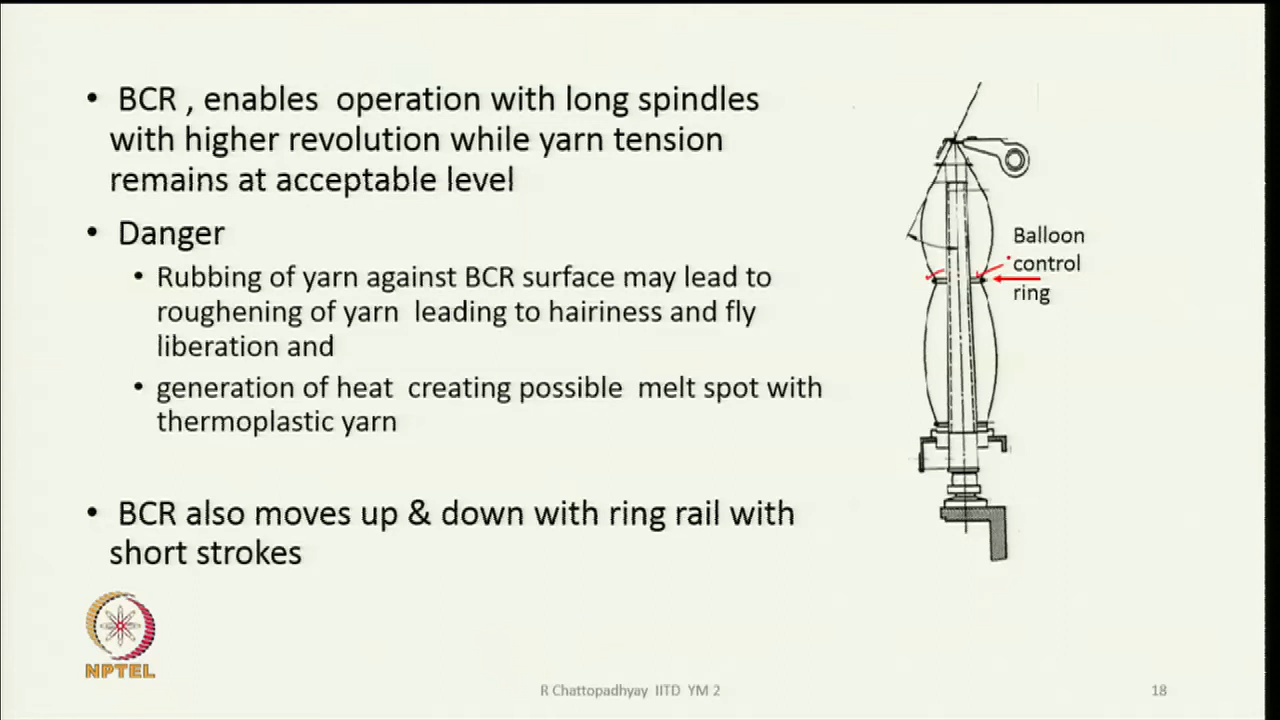 • BCR , enables operation with long spindles
with higher revolution while yarn tension
remains at acceptable level
• Danger
• Rubbing of yarn against BCR surface may lead to
roughening of yarn leading to hairiness and fly
liberation and
• generation of heat creating possible melt spot with
thermoplastic yarn
• BCR also moves up & down with ring rail with
short strokes
Balloon
control
ring
NPTEL
R Chattopadhyay IITD YM 2
18